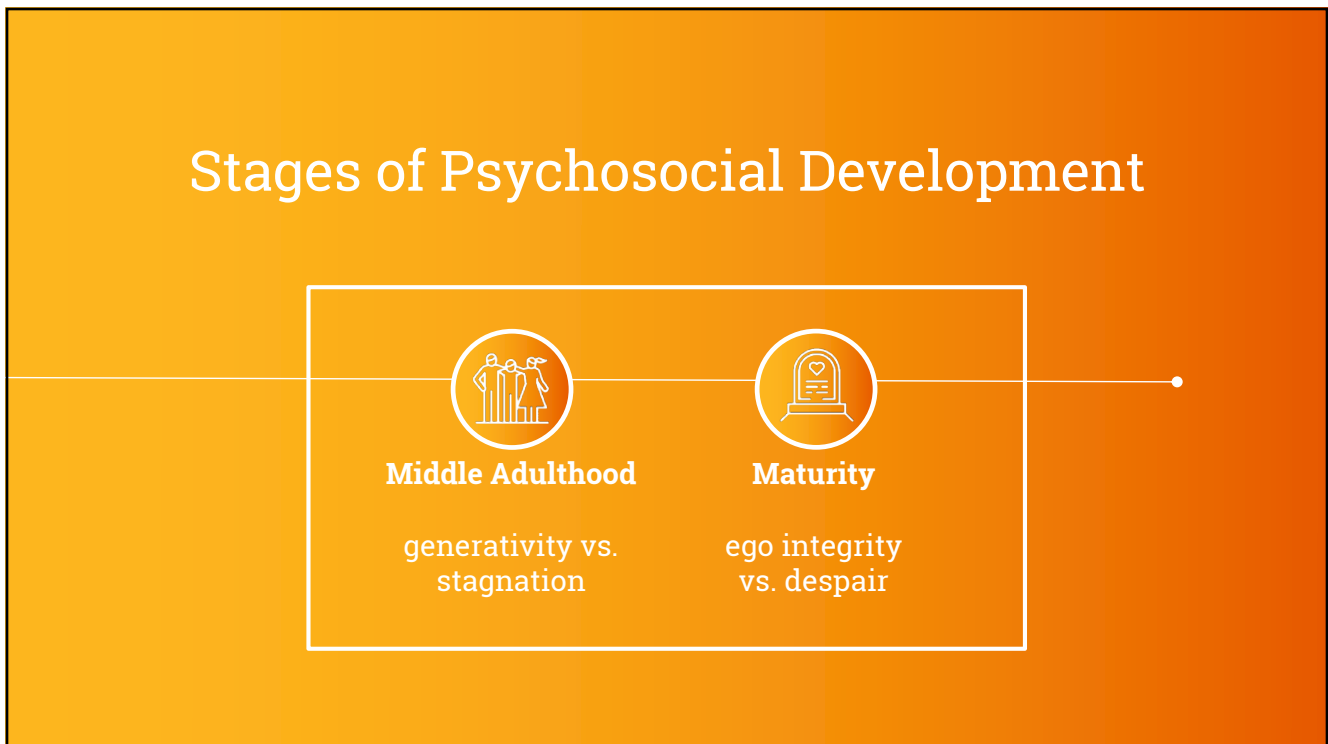 Stages of Psychosocial Development
Middle Adulthood
generativity vs.
stagnation
Maturity
ego integrity
vs. despair